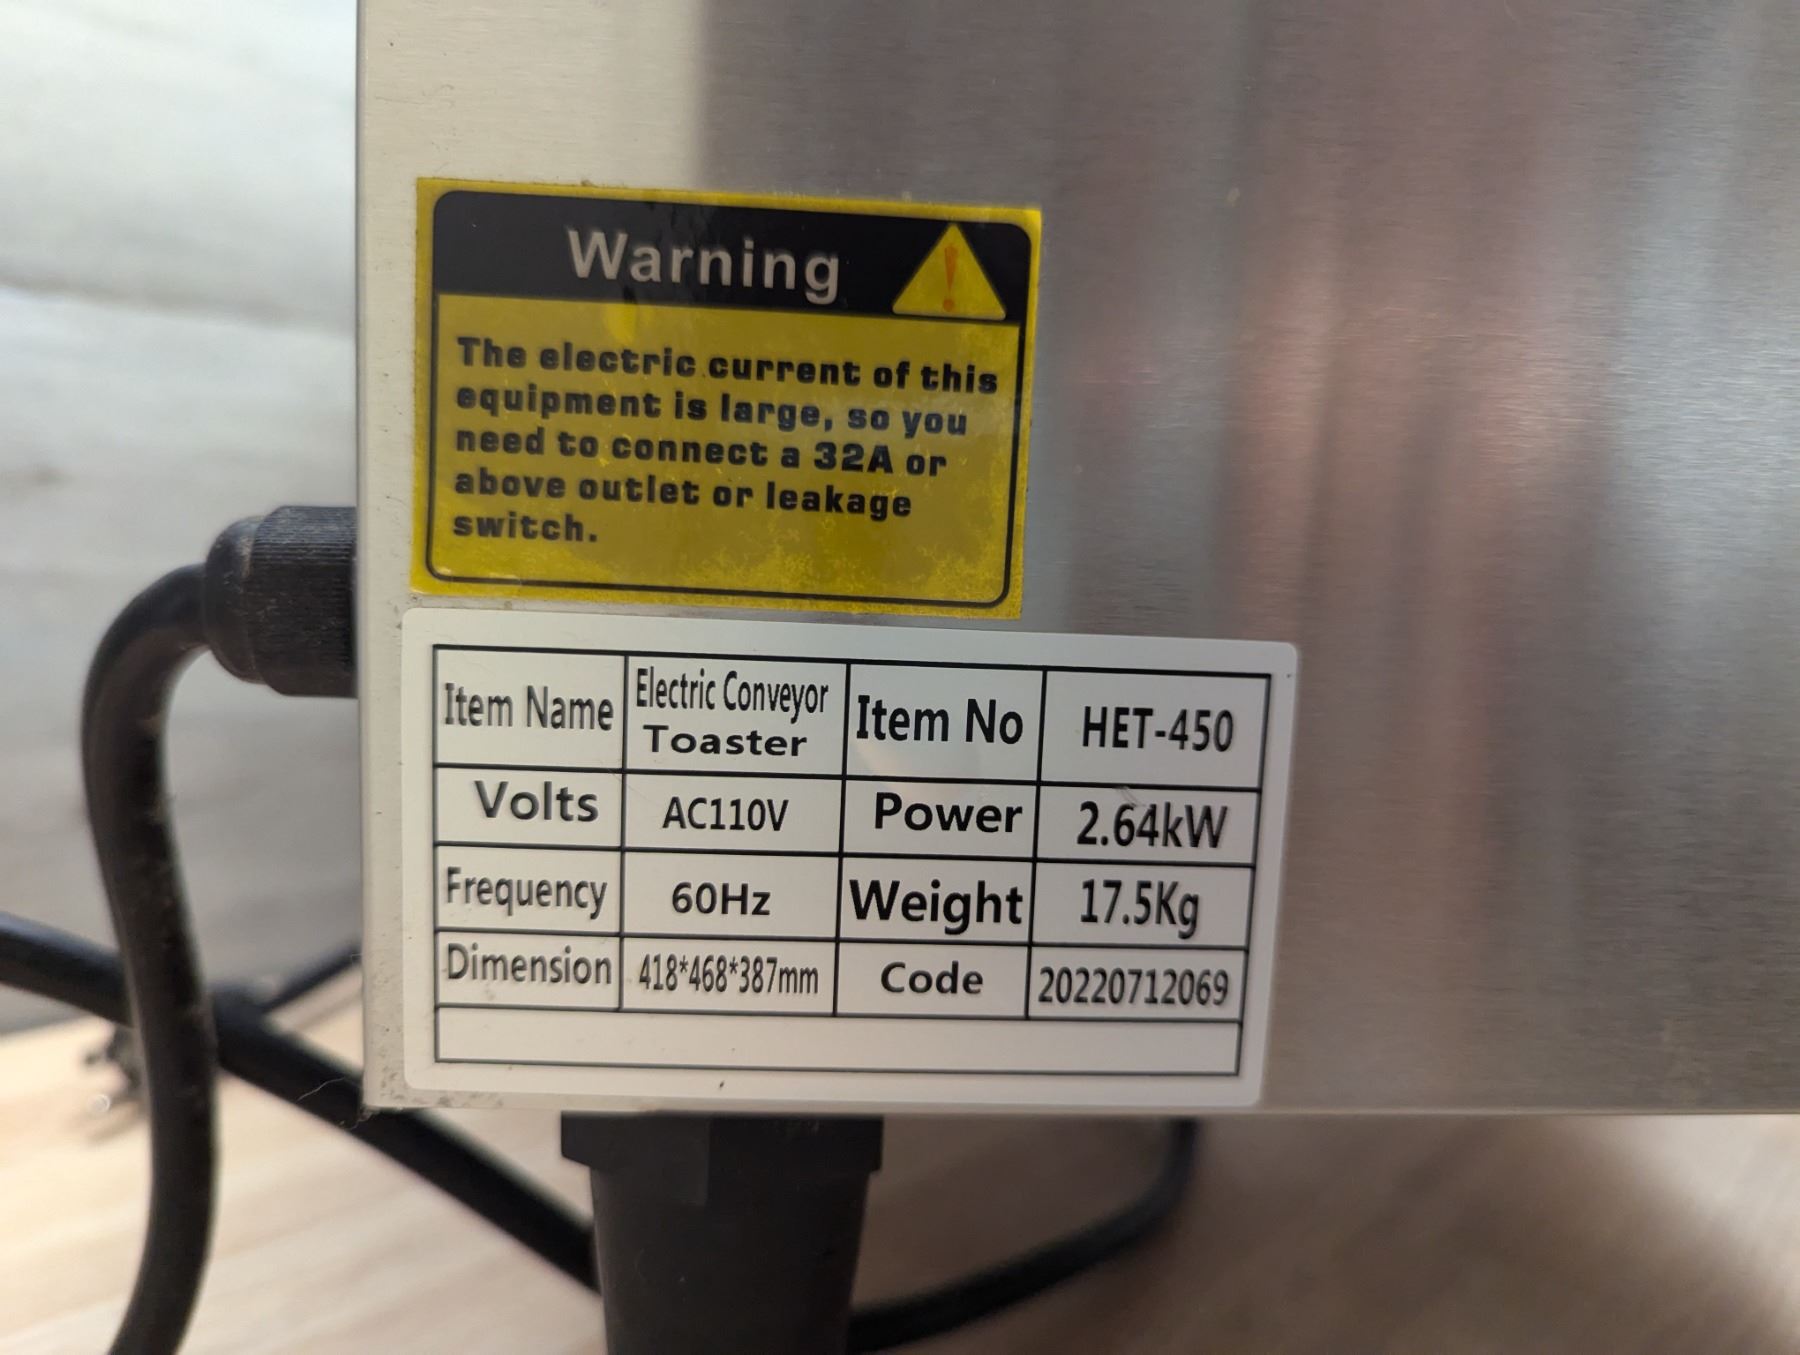 Warning
The electric current of this
equipment is large, so you
need to connect a 32A or
above outlet or leakage
switch.
Item Name Electric Conveyor Toaster Item No HET-450
Volts AC110V Power 2.64kW
Frequency 60Hz Weight 17.5Kg
Dimension 418*468*387mm Code 20220712069